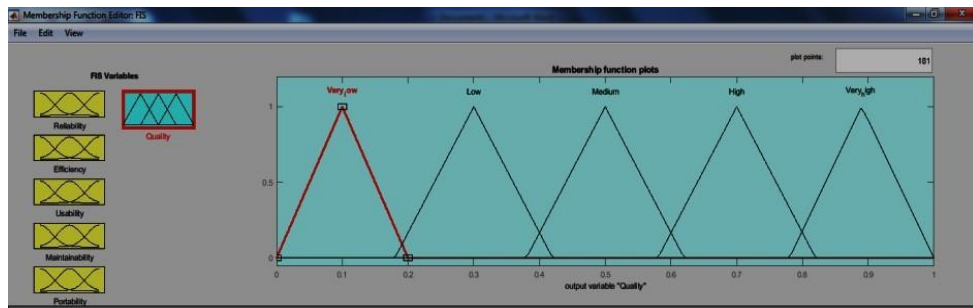 Membership Function Editor: FIS
File Edit View
FIS Variables
Reliability
Efficiency
Usability
Maintainability
Portability
Quality
plot points: 181
Membership function plots
Very_low Low Medium High Very_high
1
0.5
0
0 0.1 0.2 0.3 0.4 0.5 0.6 0.7 0.8 0.9 1
output variable "Quality"